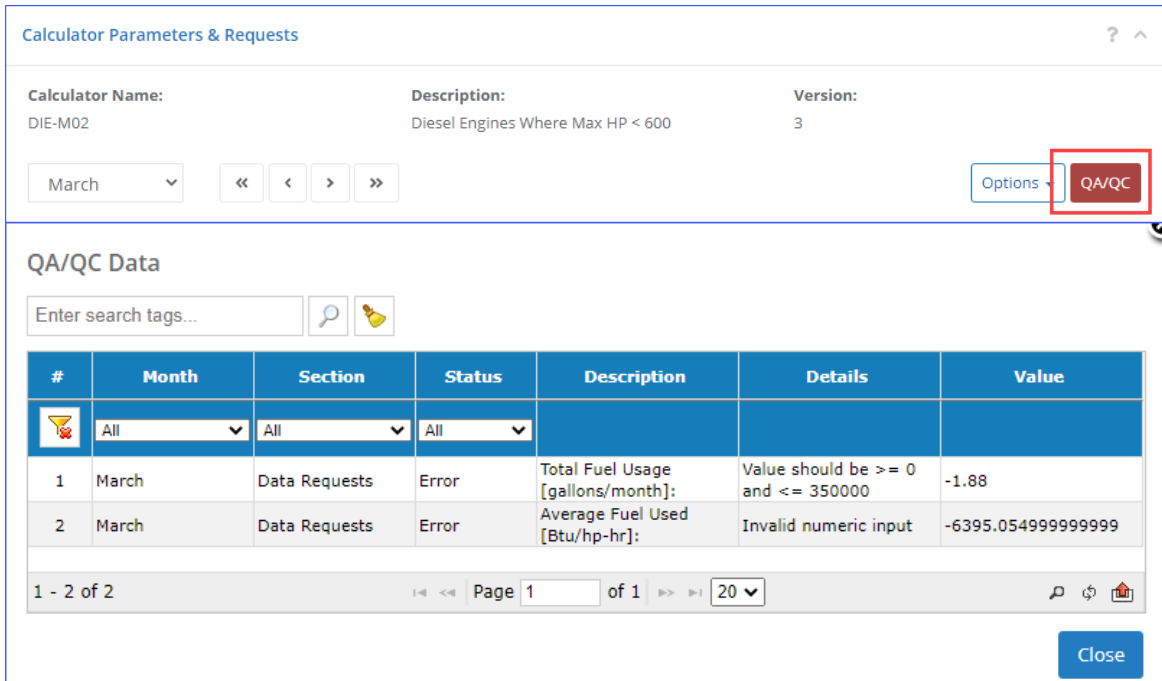 Calculator Parameters & Requests ?
Calculator Name: Description: Version:
DIE-M02 Diesel Engines Where Max HP < 600 3
March « ‹ › » Options QA/QC
QA/QC Data
Enter search tags...
# Month Section Status Description Details Value
All All All
1 March Data Requests Error Total Fuel Usage [gallons/month]: Value should be >= 0 and <= 350000 -1.88
2 March Data Requests Error Average Fuel Used [Btu/hp-hr]: Invalid numeric input -6395.054999999999
1 - 2 of 2 Page 1 of 1 20
Close